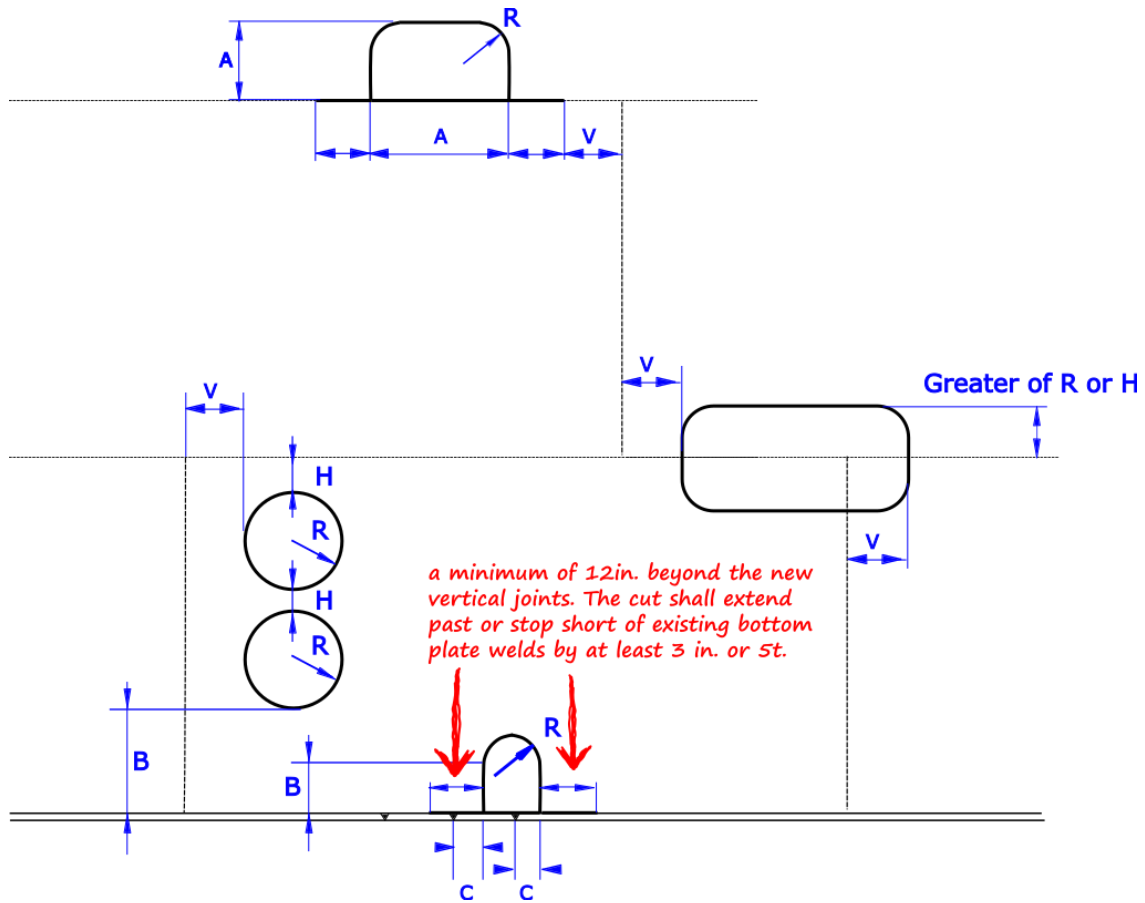 R
A
A
V
V
Greater of R or H
V
H
R
V
H
R
a minimum of 12in. beyond the new
vertical joints. The cut shall extend
past or stop short of existing bottom
plate welds by at least 3 in. or 5t.
R
B
B
C
C